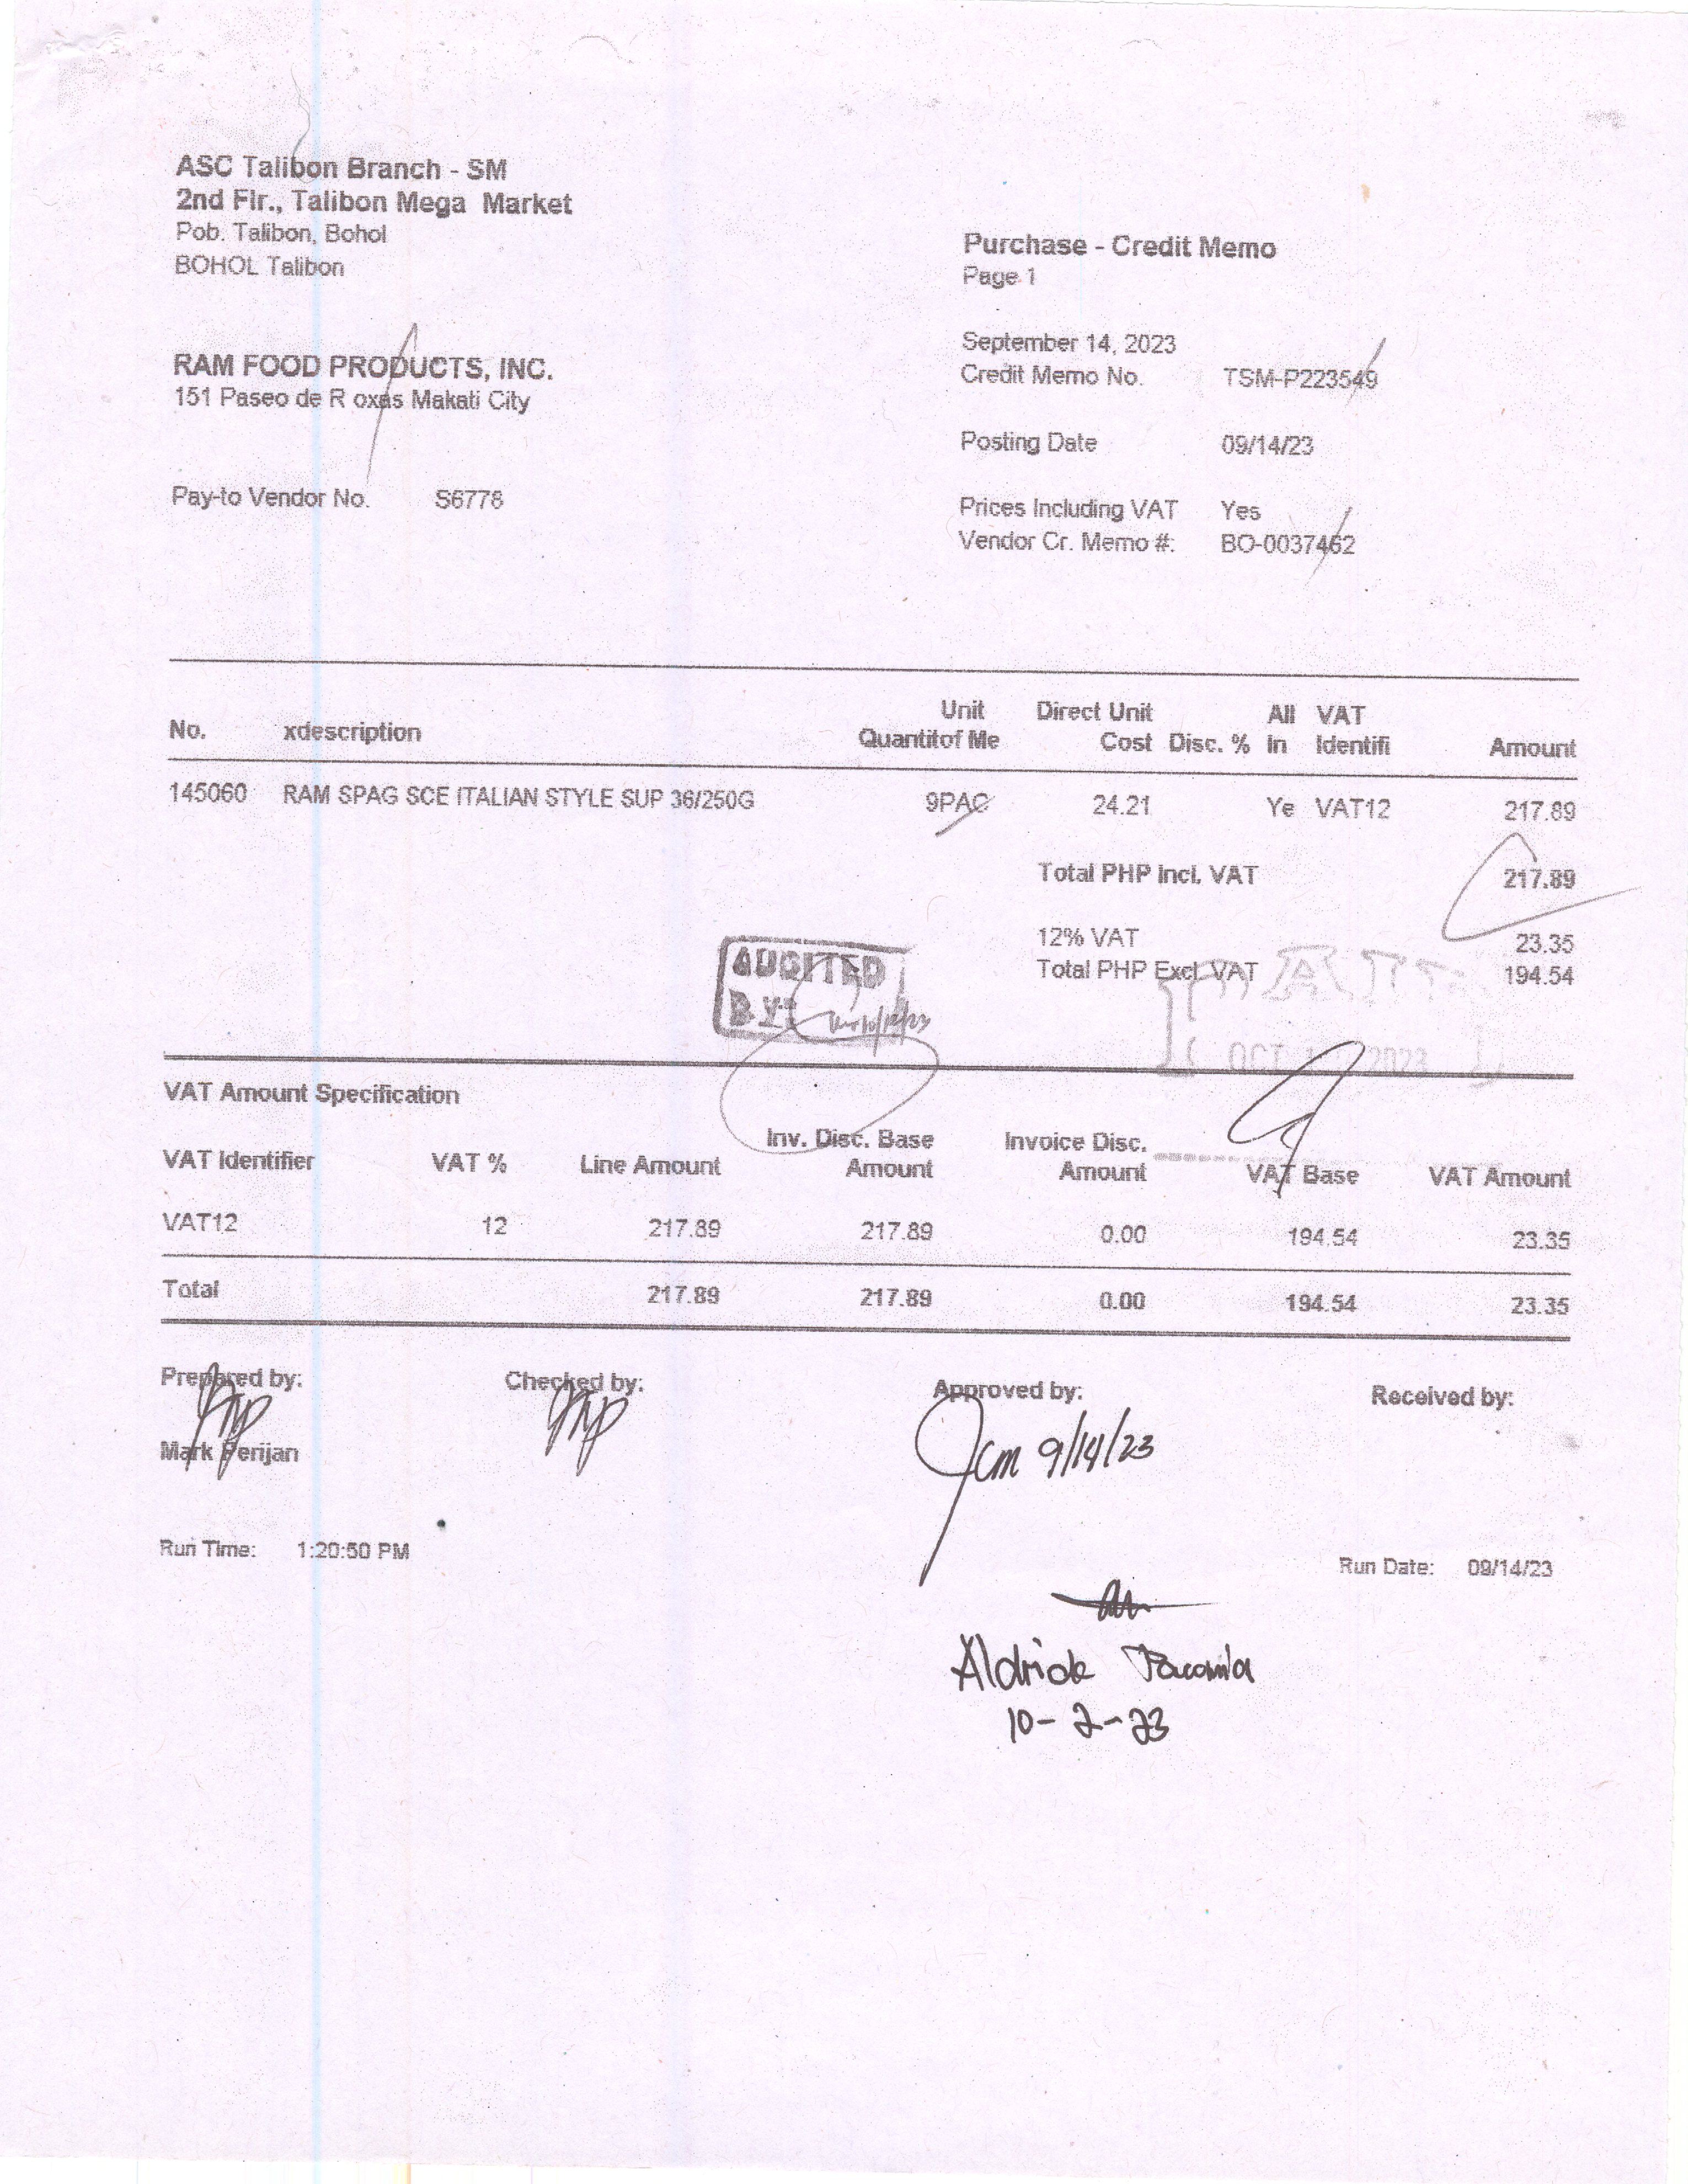 ASC Talibon Branch - SM
2nd Flr., Talibon Mega Market
Pob. Talibon, Bohol
BOHOL Talibon
Purchase - Credit Memo
Page 1
September 14, 2023
Credit Memo No. TSM-P223549
RAM FOOD PRODUCTS, INC.
151 Paseo de R oxas Makati City
Posting Date 09/14/23
Pay-to Vendor No. S6778
Prices Including VAT Yes
Vendor Cr. Memo #: BO-0037462
Unit Direct Unit All VAT
No. xdescription Quantitof Me Cost Disc. % In Identifi Amount
145060 RAM SPAG SCE ITALIAN STYLE SUP 36/250G 9PAC 24.21 Ye VAT12 217.89
Total PHP Incl. VAT 217.89
12% VAT 23.35
Total PHP Excl. VAT 194.54
AUDITED
BY:
OCT 2023
VAT Amount Specification
Inv. Disc. Base Invoice Disc.
VAT Identifier VAT % Line Amount Amount Amount VAT Base VAT Amount
VAT12 12 217.89 217.89 0.00 194.54 23.35
Total 217.89 217.89 0.00 194.54 23.35
Prepared by: Checked by: Approved by: Received by:
Mark Perijan
Jcm 9/14/23
Run Time: 1:20:50 PM
Run Date: 09/14/23
10-2-23